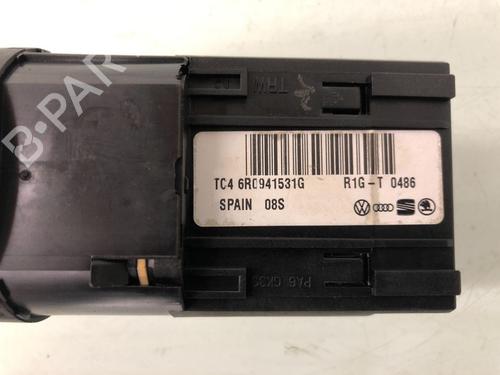 B-PAR
TRW
TC4 6R0941531G R1G-T 0486
SPAIN 08S
PA6 GK30